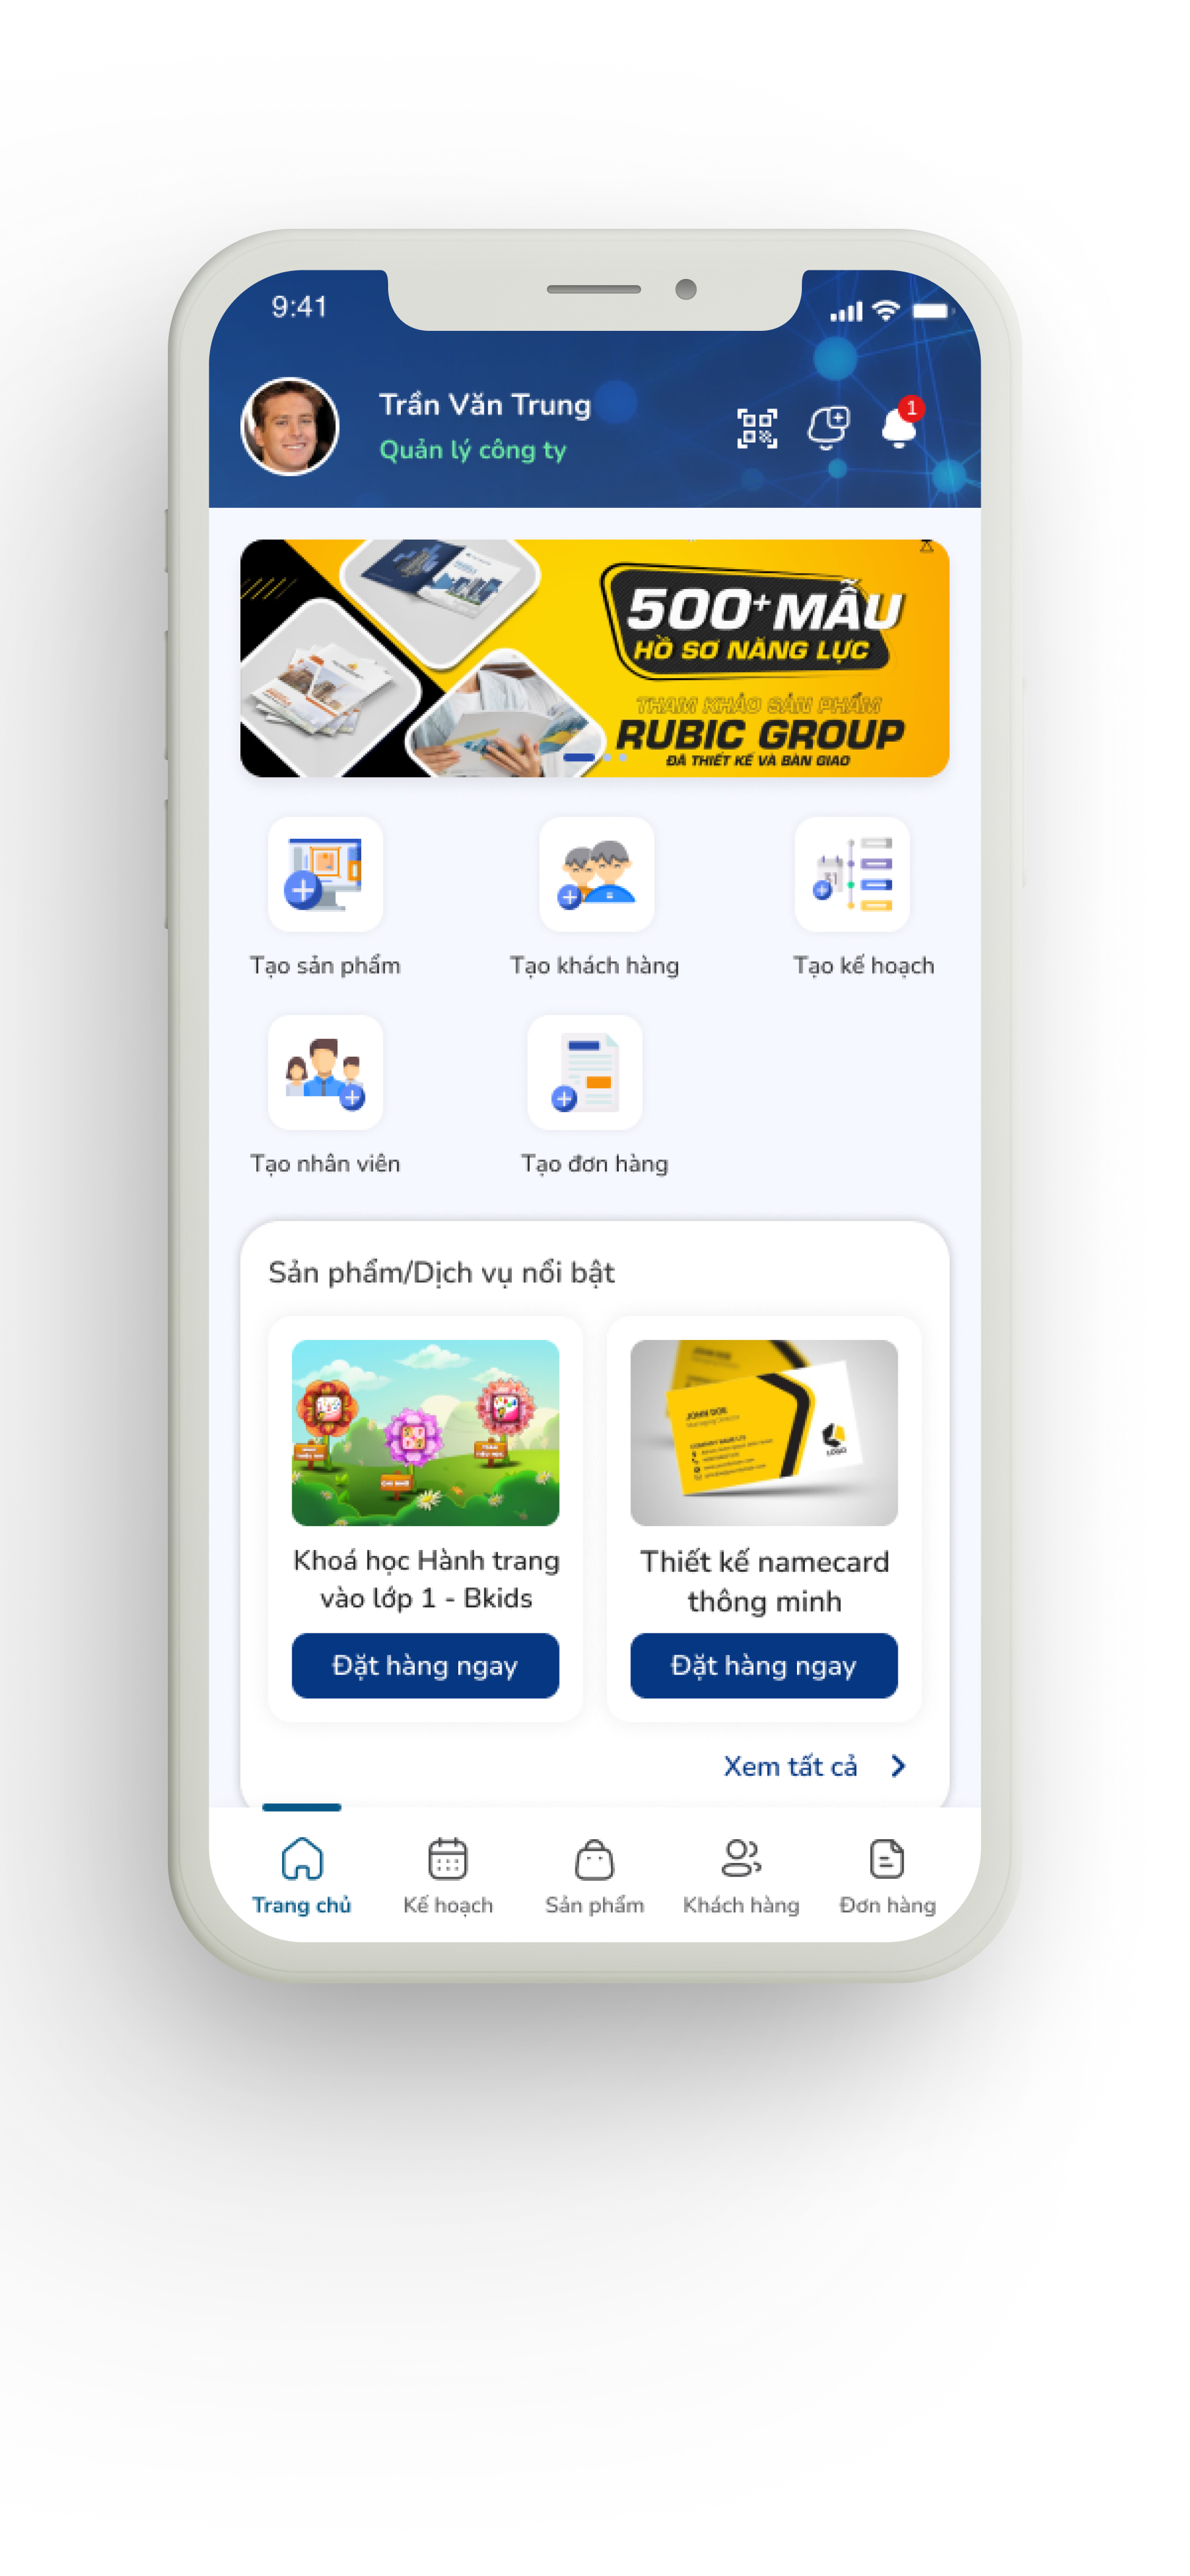 9:41
Trần Văn Trung
Quản lý công ty
1
500+ MẪU
HỒ SƠ NĂNG LỰC
THAM KHẢO SẢN PHẨM
RUBIC GROUP
ĐÃ THIẾT KẾ VÀ BÀN GIAO
Tạo sản phẩm
Tạo khách hàng
31
Tạo kế hoạch
Tạo nhân viên
Tạo đơn hàng
Sản phẩm/Dịch vụ nổi bật
JOHN DOE
LOGO
Khoá học Hành trang
vào lớp 1 - Bkids
Thiết kế namecard
thông minh
Đặt hàng ngay
Đặt hàng ngay
Xem tất cả
Trang chủ
Kế hoạch
Sản phẩm
Khách hàng
Đơn hàng